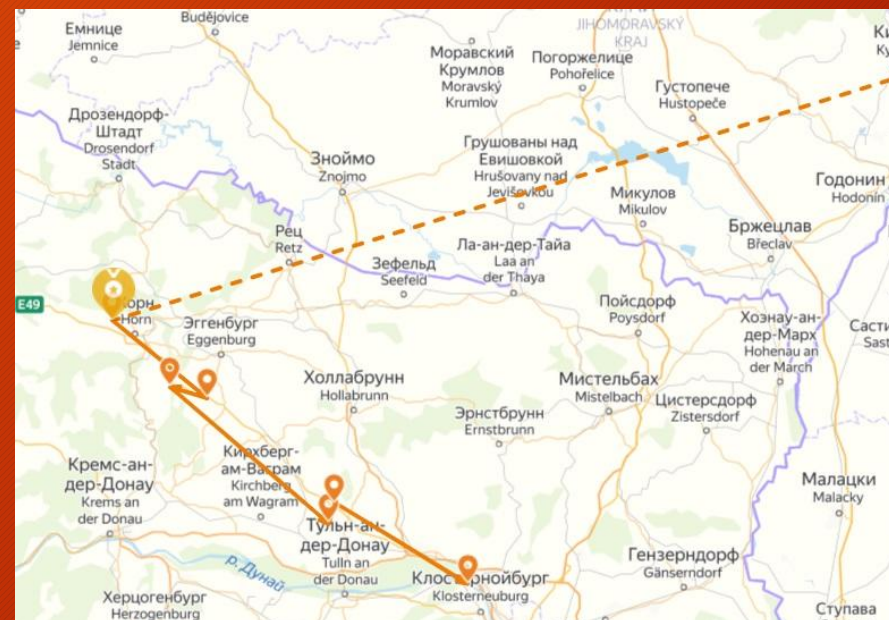 Budějovice
Емнице
Jemnice
JIHOMORAVSKÝ
KRAJ
Моравский
Крумлов
Moravský
Krumlov
Погоржелице
Pohořelice
Густопече
Hustopeče
Дрозендорф-
Штадт
Drosendorf
Stadt
Зноймо
Znojmo
Грушованы над
Евишовкой
Hrušovany nad
Jevišovkou
Микулов
Mikulov
Годонин
Hodonín
Бржецлав
Břeclav
Рец
Retz
Зефельд
Seefeld
Ла-ан-дер-Тайа
Laa an
der Thaya
E49
Horn
Эггенбург
Eggenburg
Пойсдорф
Poysdorf
Хоэнау-ан-
дер-Марх
Hohenau an
der March
Холлабрунн
Hollabrunn
Мистельбах
Mistelbach
Цистерсдорф
Zistersdorf
Эрнстбрунн
Ernstbrunn
Кремс-ан-
дер-Донау
Krems an
der Donau
Кирхберг-
ам-Ваграм
Kirchberg
am Wagram
Малацки
Malacky
Тульн-ан-
дер-Донау
Tulln an
der Donau
р. Дунай
Клостернойбург
Klosterneuburg
Гензерндорф
Gänserndorf
Херцогенбург
Herzogenburg
Ступава